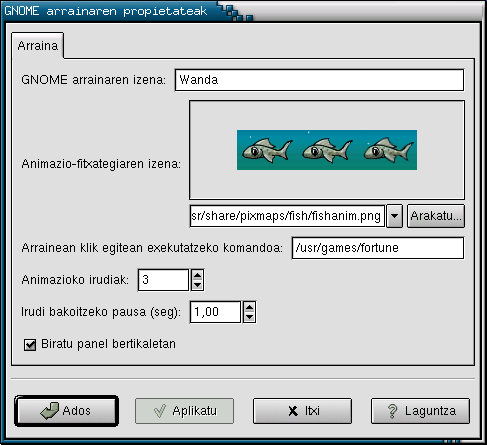 GNOME arrainaren propietateak
Arraina
GNOME arrainaren izena: Wanda
Animazio-fitxategiaren izena:
sr/share/pixmaps/fish/fishanim.png Arakatu...
Arrainean klik egitean exekutatzeko komandoa: /usr/games/fortune
Animazioko irudiak: 3
Irudi bakoitzeko pausa (seg): 1,00
Biratu panel bertikaletan
Ados Aplikatu Itxi Laguntza